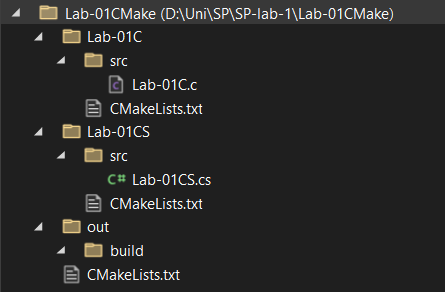 Lab-01CMake (D:\Uni\SP\SP-lab-1\Lab-01CMake)
Lab-01C
src
Lab-01C.c
CMakeLists.txt
Lab-01CS
src
C# Lab-01CS.cs
CMakeLists.txt
out
build
CMakeLists.txt